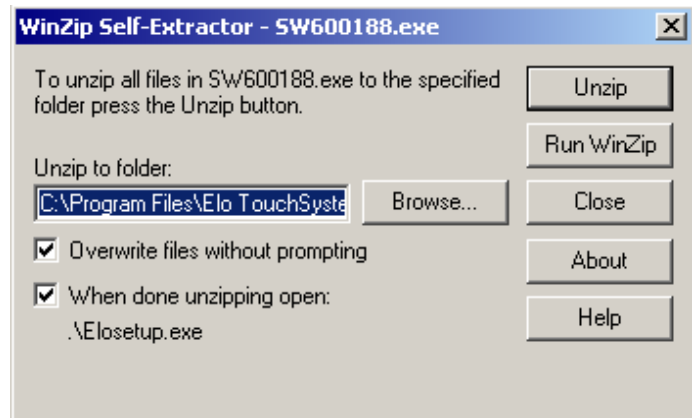 WinZip Self-Extractor - SW600188.exe
To unzip all files in SW600188.exe to the specified
folder press the Unzip button.
Unzip to folder:
C:\Program Files\Elo TouchSyste
Browse...
Overwrite files without prompting
When done unzipping open:
.\Elosetup.exe
Unzip
Run WinZip
Close
About
Help